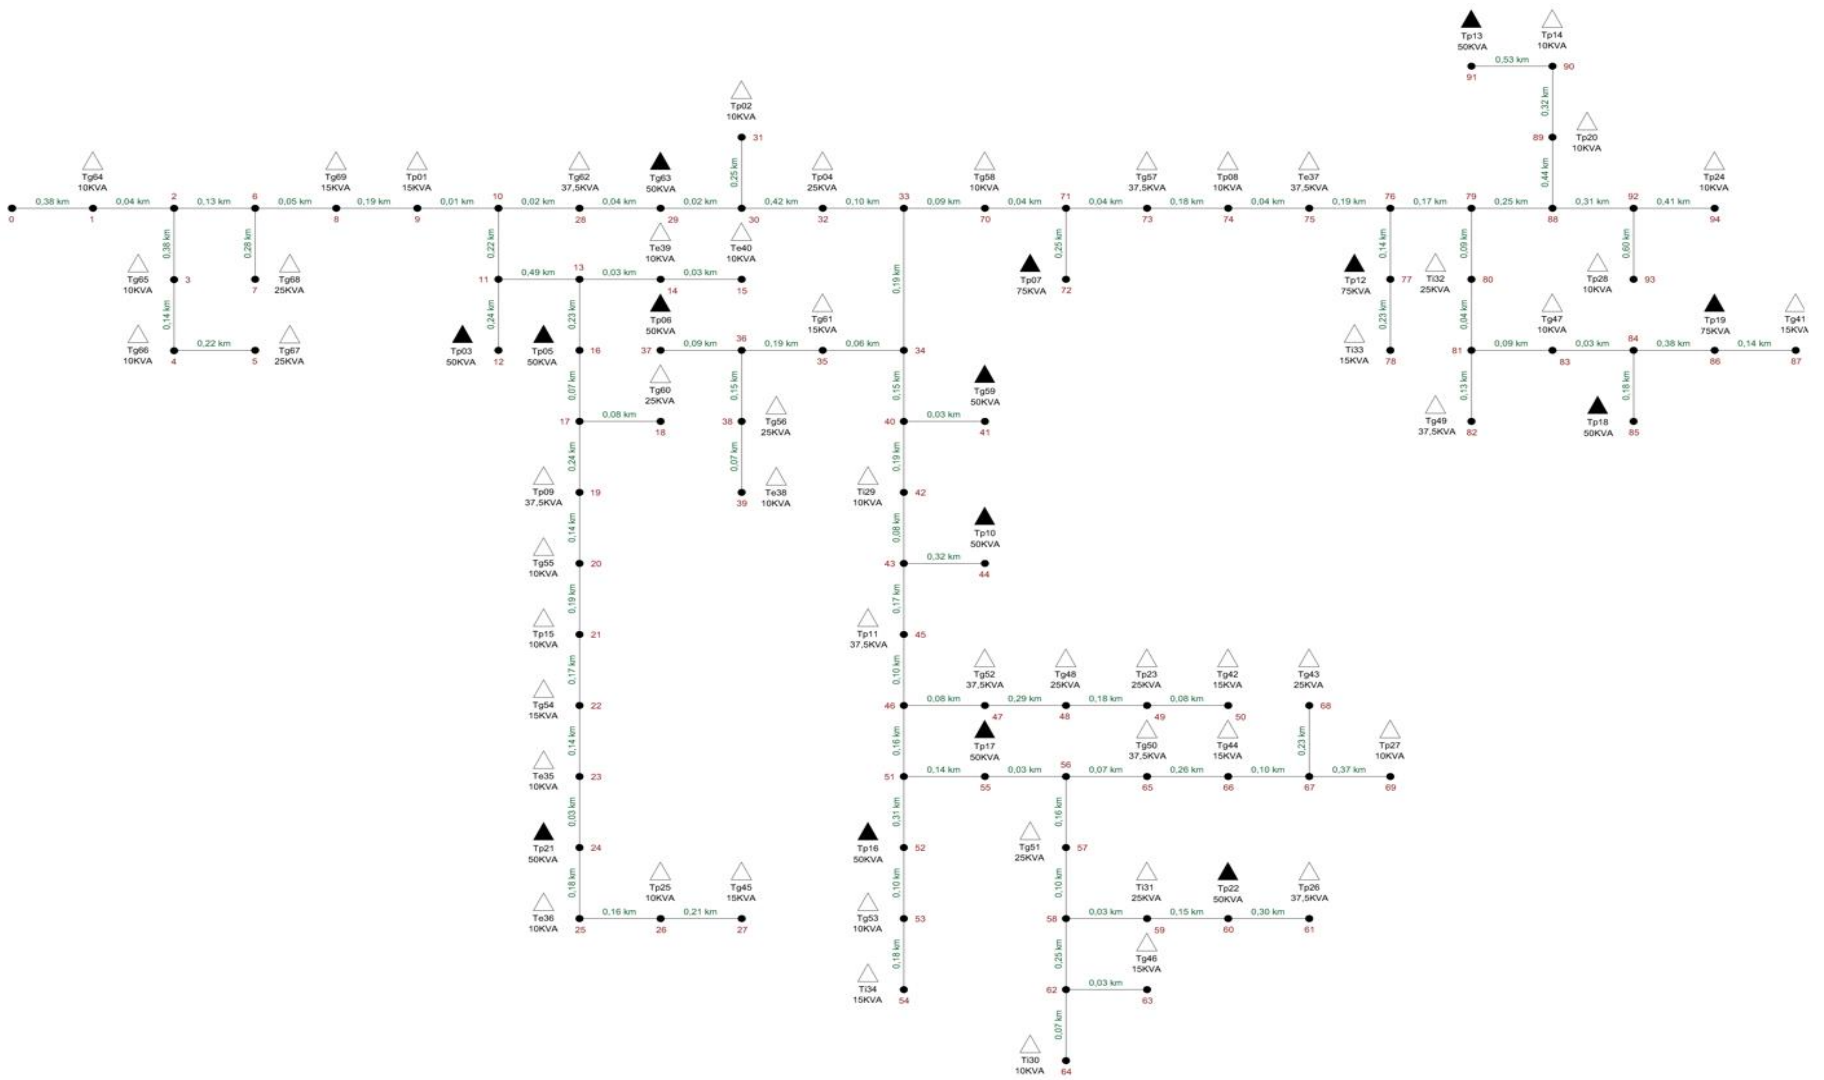 Tp13
50KVA
Tp14
10KVA
0,53 km
91
90
0,32 km
Tp02
10KVA
31
89
Tp20
10KVA
0,25 km
0,44 km
Tg64
10KVA
Tg69
15KVA
Tp01
15KVA
Tg62
37,5KVA
Tg63
50KVA
Tp04
25KVA
Tg58
10KVA
Tg57
37,5KVA
Tp08
10KVA
Te37
37,5KVA
Tp24
10KVA
0,38 km
0,04 km
2
0,13 km
6
0,05 km
0,19 km
0,01 km
10
0,02 km
0,04 km
0,02 km
0,42 km
0,10 km
33
0,09 km
0,04 km
71
0,04 km
0,18 km
0,04 km
0,19 km
76
0,17 km
79
0,25 km
0,31 km
92
0,41 km
0
1
8
9
28
29
30
32
70
73
74
75
88
94
0,38 km
0,28 km
0,22 km
Te39
10KVA
Te40
10KVA
0,19 km
0,25 km
0,14 km
0,09 km
0,60 km
Tg65
10KVA
3
7
Tg68
25KVA
11
0,49 km
13
0,03 km
0,03 km
14
15
Tp07
75KVA
72
Tp12
75KVA
77
Ti32
25KVA
80
Tp28
10KVA
93
0,14 km
0,24 km
0,23 km
Tp06
50KVA
Tg61
15KVA
0,23 km
0,04 km
Tg47
10KVA
Tp19
75KVA
Tg41
15KVA
Tg66
10KVA
4
0,22 km
5
Tg67
25KVA
Tp03
50KVA
12
Tp05
50KVA
16
37
0,09 km
36
0,19 km
35
0,06 km
34
Ti33
15KVA
78
81
0,09 km
83
0,03 km
84
0,38 km
86
0,14 km
87
0,07 km
Tg60
25KVA
0,15 km
0,15 km
Tg59
50KVA
0,13 km
0,18 km
17
0,08 km
18
38
Tg56
25KVA
40
0,03 km
41
Tg49
37,5KVA
82
Tp18
50KVA
85
0,24 km
0,07 km
0,19 km
Tp09
37,5KVA
19
39
Te38
10KVA
Ti29
10KVA
42
0,14 km
0,08 km
Tp10
50KVA
Tg55
10KVA
20
43
0,32 km
44
0,19 km
0,17 km
Tp15
10KVA
21
Tp11
37,5KVA
45
0,17 km
0,10 km
Tg52
37,5KVA
Tg48
25KVA
Tp23
25KVA
Tg42
15KVA
Tg43
25KVA
Tg54
15KVA
22
46
0,08 km
47
0,29 km
48
0,18 km
49
0,08 km
50
68
0,14 km
0,16 km
Tp17
50KVA
Tg50
37,5KVA
Tg44
15KVA
0,23 km
Tp27
10KVA
Te35
10KVA
23
51
0,14 km
55
0,03 km
56
0,07 km
65
0,26 km
66
0,10 km
67
0,37 km
69
0,03 km
0,31 km
0,16 km
Tp21
50KVA
24
Tp16
50KVA
52
Tg51
25KVA
57
0,18 km
Tp25
10KVA
Tg45
15KVA
0,10 km
0,10 km
Ti31
25KVA
Tp22
50KVA
Tp26
37,5KVA
Te36
10KVA
25
0,16 km
26
0,21 km
27
Tg53
10KVA
53
58
0,03 km
59
0,15 km
60
0,30 km
61
0,18 km
0,25 km
Tg46
15KVA
Ti34
15KVA
54
62
0,03 km
63
0,07 km
Ti30
10KVA
64